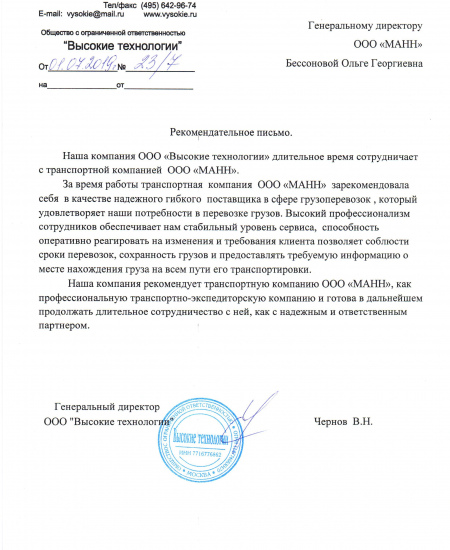 Тел/факс (495) 642-96-74
E-mail: vysokie@mail.ru www.vysokie.ru
Общество с ограниченной ответственностью
"Высокие технологии"
От 01.07.2019г № 23/7
на от
Генеральному директору
ООО «МАНН»
Бессоновой Ольге Георгиевна
Рекомендательное письмо.
Наша компания ООО «Высокие технологии» длительное время сотрудничает
с транспортной компанией ООО «МАНН».
За время работы транспортная компания ООО «МАНН» зарекомендовала
себя в качестве надежного гибкого поставщика в сфере грузоперевозок , который
удовлетворяет наши потребности в перевозке грузов. Высокий профессионализм
сотрудников обеспечивает нам стабильный уровень сервиса, способность
оперативно реагировать на изменения и требования клиента позволяет соблюсти
сроки перевозок, сохранность грузов и предоставлять требуемую информацию о
месте нахождения груза на всем пути его транспортировки.
Наша компания рекомендует транспортную компанию ООО «МАНН», как
профессиональную транспортно-экспедиторскую компанию и готова в дальнейшем
продолжать длительное сотрудничество с ней, как с надежным и ответственным
партнером.
Генеральный директор
ООО "Высокие технологии"
Чернов В.Н.
Высокие технологии
МОСКВА